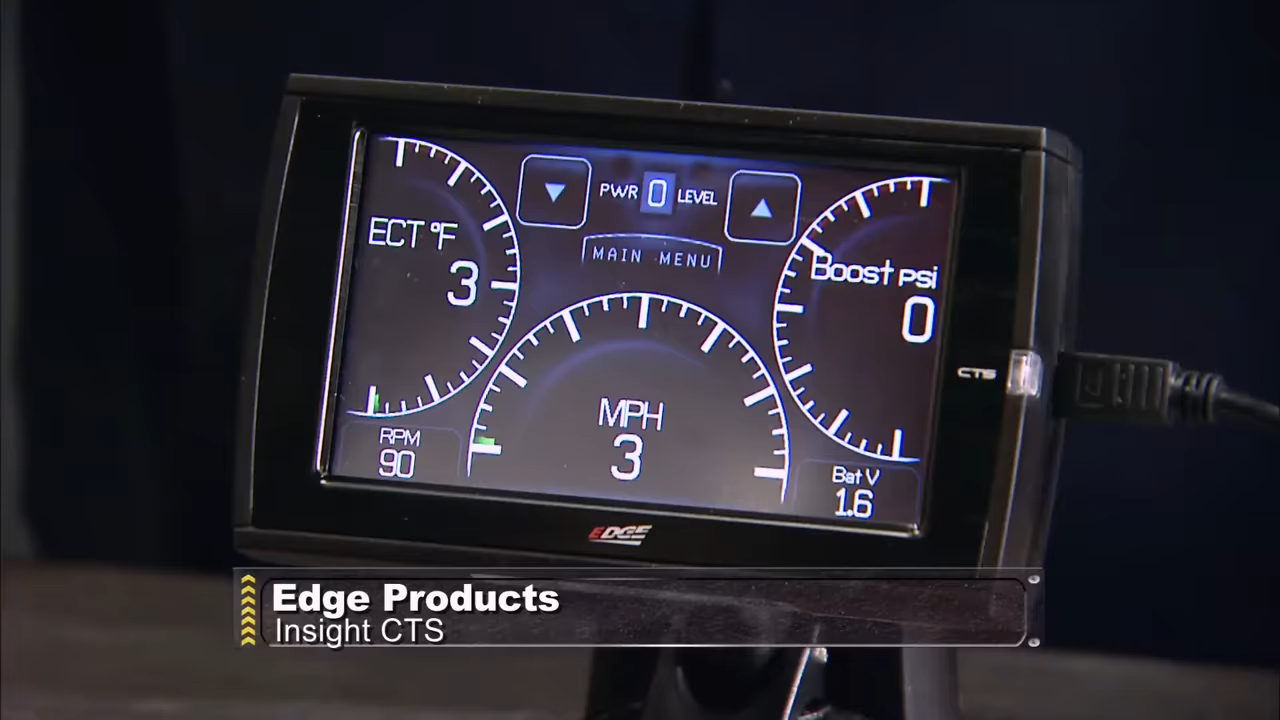 PWR 0 LEVEL
MAIN MENU
ECT °F
3
Boost psi
0
CTS
MPH
3
RPM
90
Bat V
1.6
EDGE
Edge Products
Insight CTS